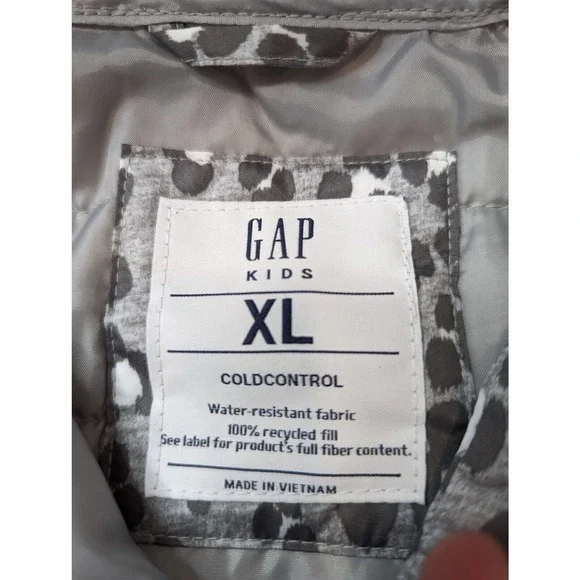 GAP
KIDS
XL
COLDCONTROL
Water-resistant fabric
100% recycled fill
See label for product's full fiber content.
MADE IN VIETNAM